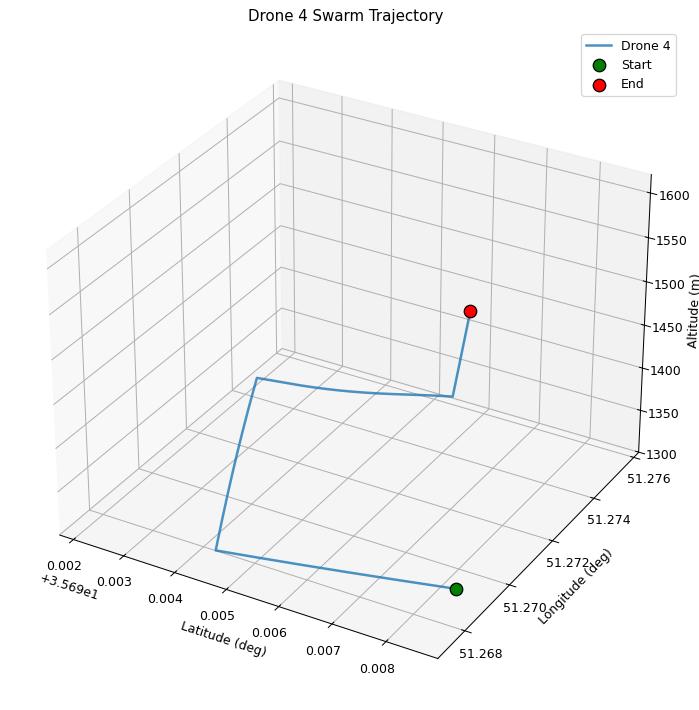 Drone 4 Swarm Trajectory
Drone 4
Start
End
1600
1550
1500
1450
1400
1350
1300
Altitude (m)
51.276
51.274
51.272
51.270
51.268
Longitude (deg)
0.002
0.003
0.004
0.005
0.006
0.007
0.008
+3.569e1
Latitude (deg)